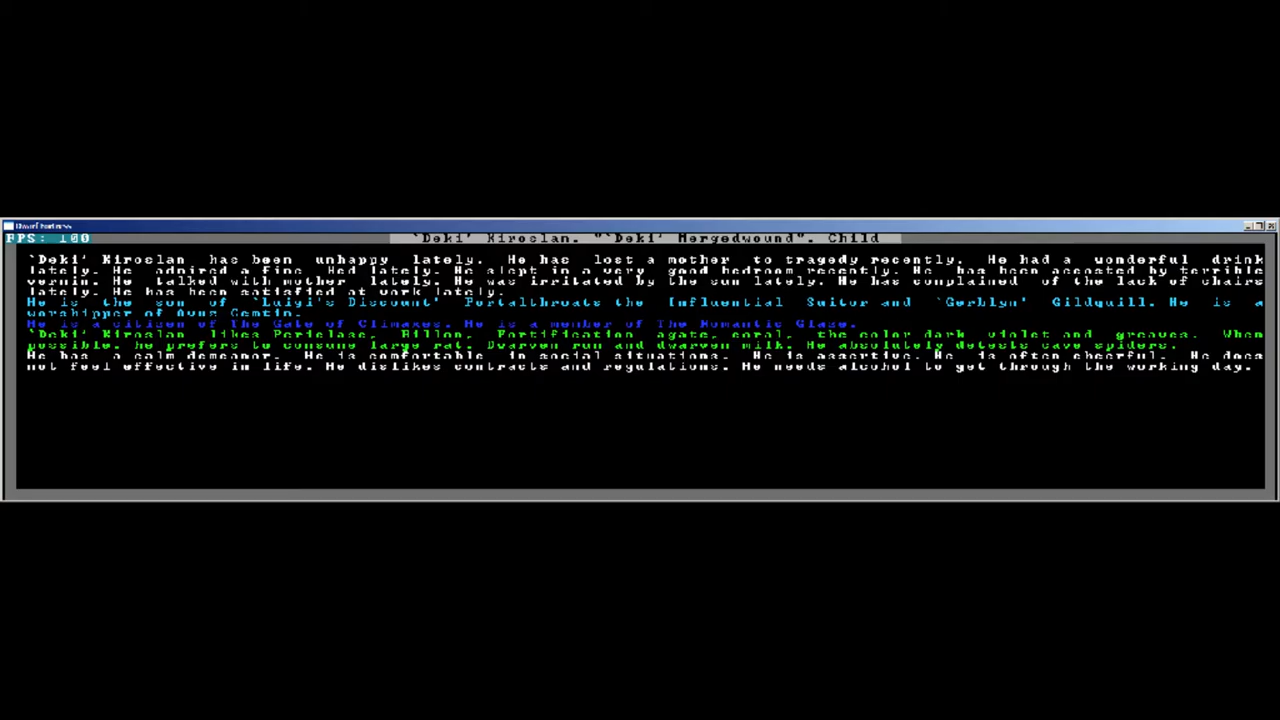 Dwarf Fortress
FPS: 100
`Deki' Kiroslan. "`Deki' Mergedwound". Child
`Deki' Kiroslan has been unhappy lately. He has lost a mother to tragedy recently. He had a wonderful drink
lately. He admired a fine Bed lately. He slept in a very good bedroom recently. He has been accosted by terrible
vermin. He talked with mother lately. He was irritated by the sun lately. He has complained of the lack of chairs
lately. He has been satisfied at work lately.
He is the son of `Luigi's Discount' Portalthroats the Influential Suitor and `Gerblyn' Gildquill. He is a
worshipper of
He is a citizen of The Gate of Climaxes. He is a member of The Romantic Glaze.
`Deki' Kiroslan likes Periclase, Billon, Fortification agate, coral, the color dark violet and greaves. When
possible, he prefers to consume large rat, Dwarven rum and dwarven milk. He absolutely detests cave spiders.
He has a calm demeanor. He is comfortable in social situations. He is assertive. He is often cheerful. He does
not feel effective in life. He dislikes contracts and regulations. He needs alcohol to get through the working day.